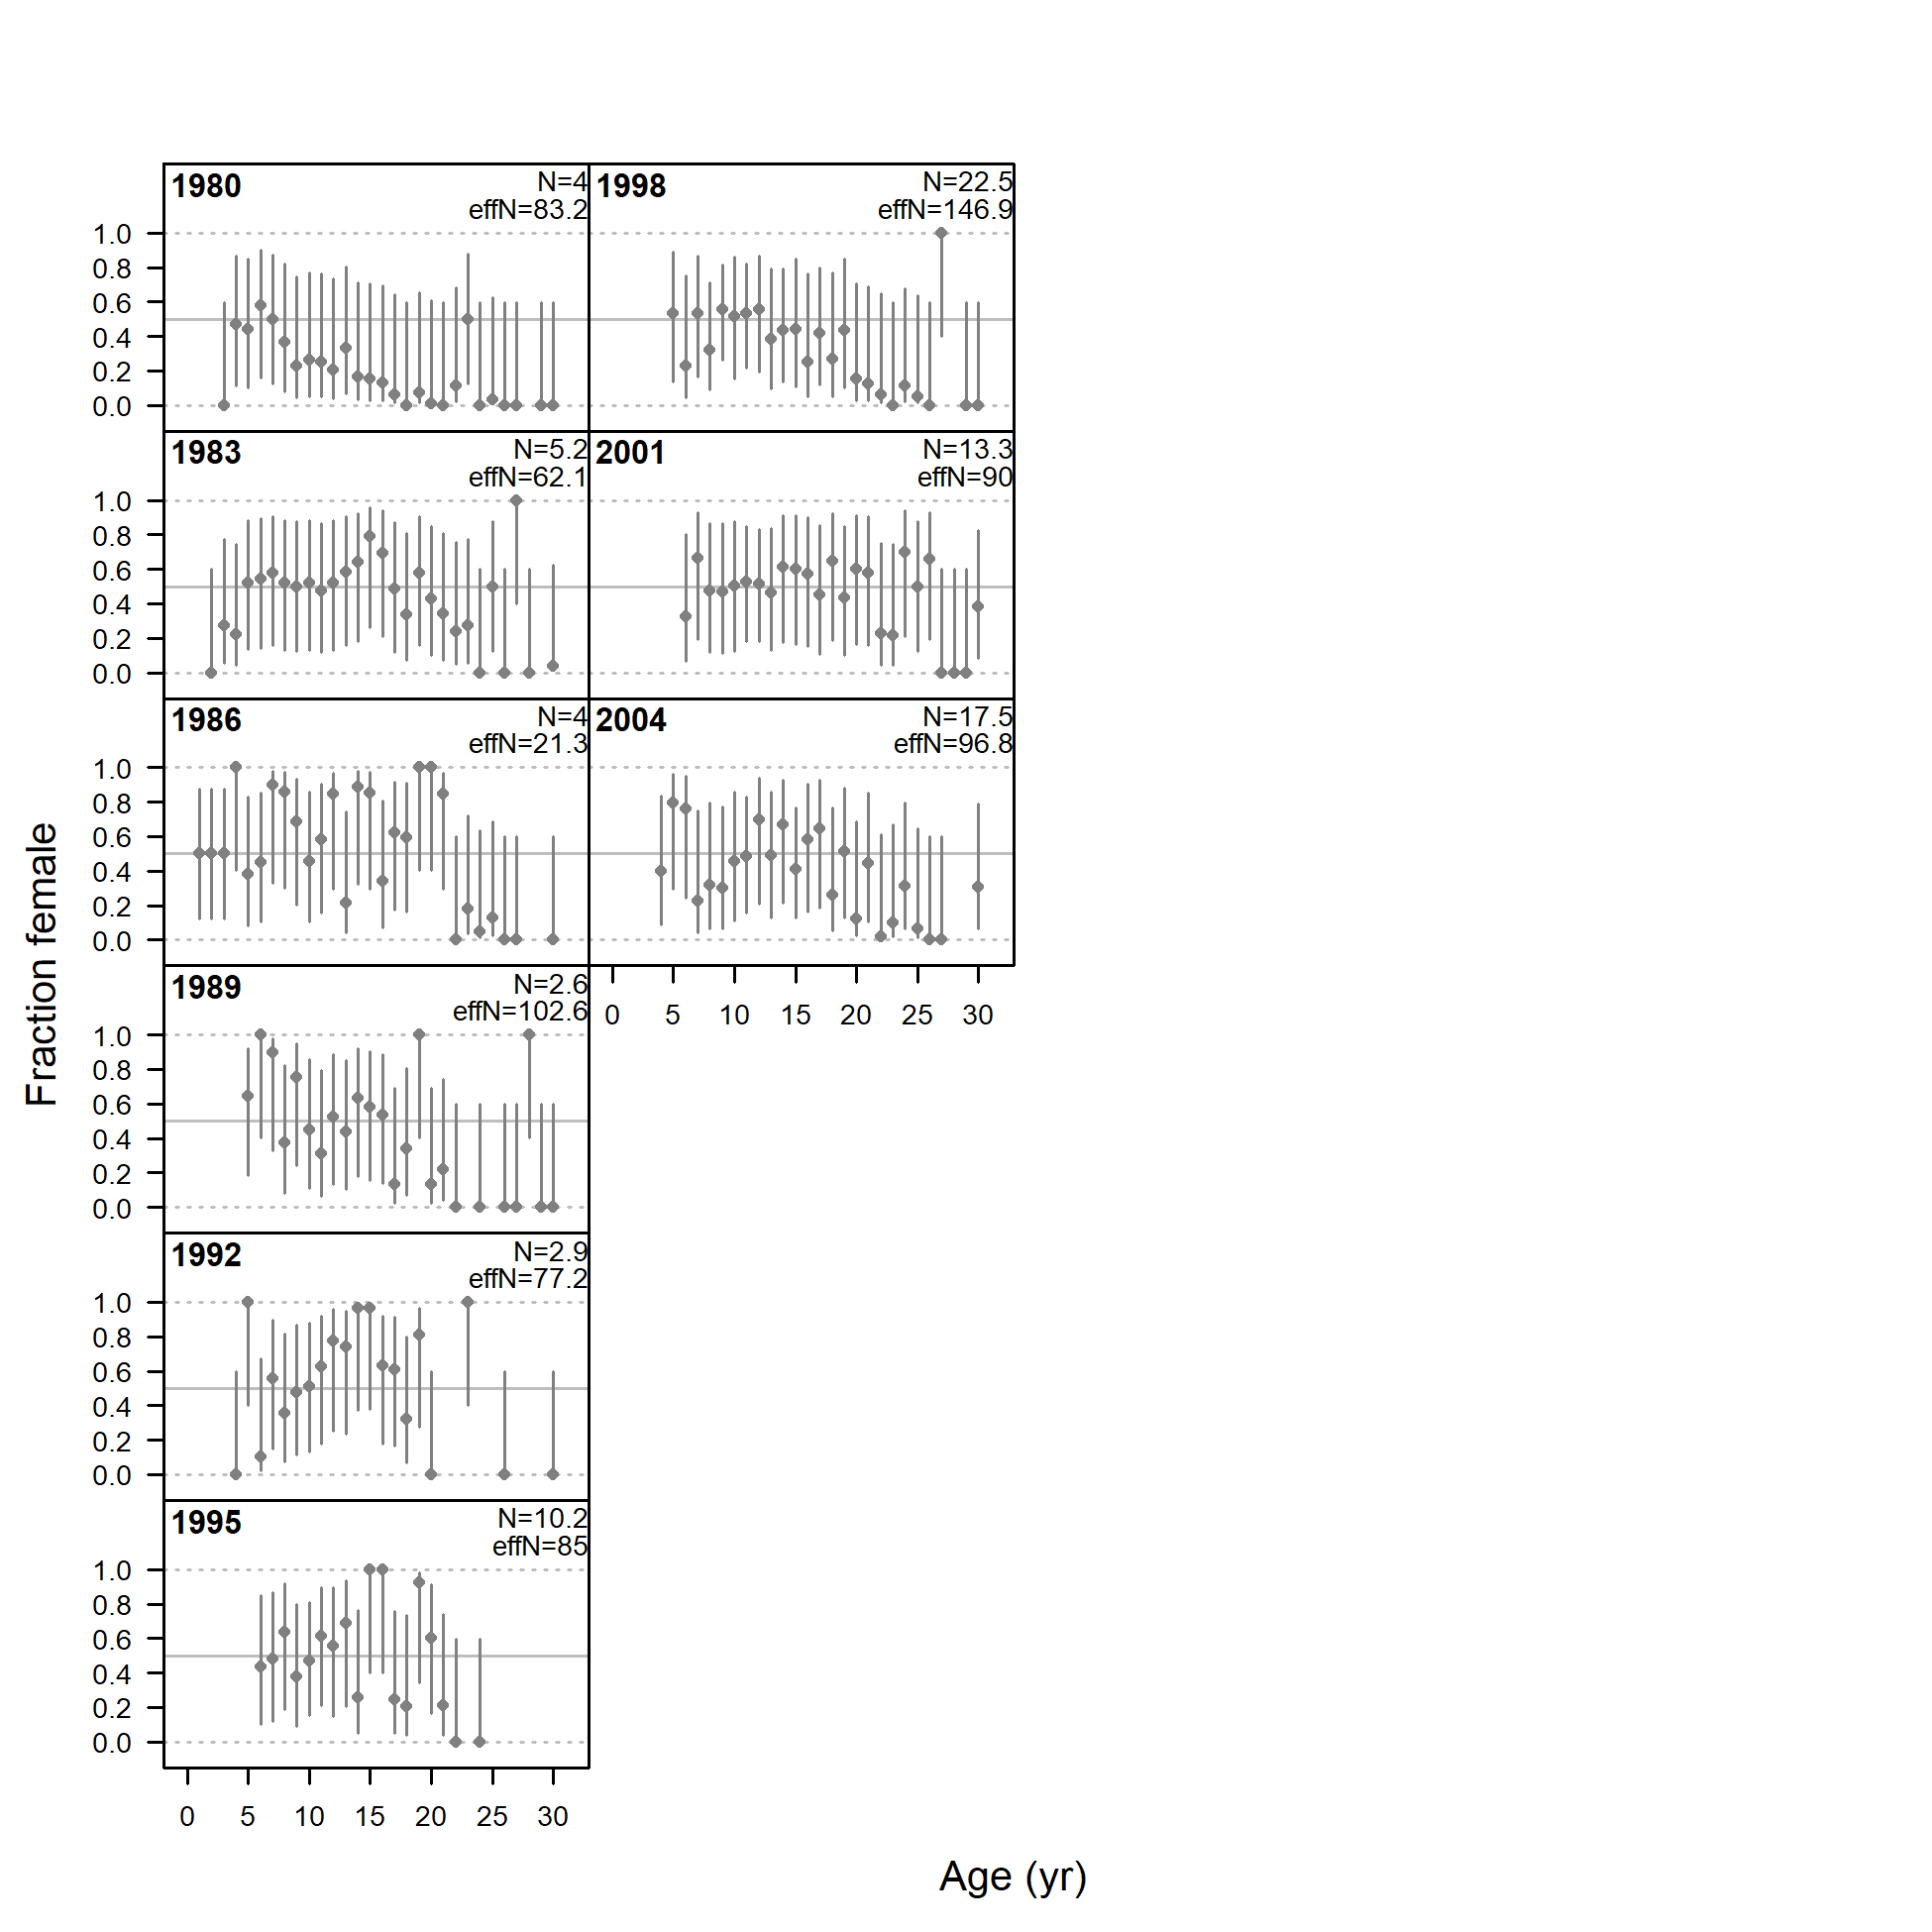 1980
N=4
effN=83.2
1.0
0.8
0.6
0.4
0.2
0.0
1983
N=5.2
effN=62.1
1.0
0.8
0.6
0.4
0.2
0.0
1986
N=4
effN=21.3
1.0
0.8
0.6
0.4
0.2
0.0
1989
N=2.6
effN=102.6
1.0
0.8
0.6
0.4
0.2
0.0
1992
N=2.9
effN=77.2
1.0
0.8
0.6
0.4
0.2
0.0
1995
N=10.2
effN=85
1.0
0.8
0.6
0.4
0.2
0.0
0 5 10 15 20 25 30
1998
N=22.5
effN=146.9
2001
N=13.3
effN=90
2004
N=17.5
effN=96.8
0 5 10 15 20 25 30
Fraction female
Age (yr)